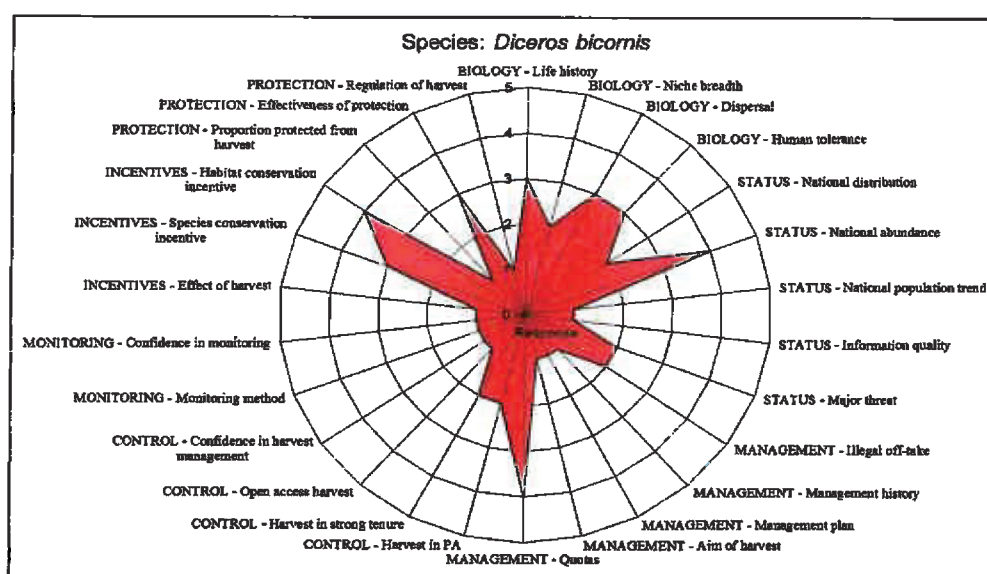 Species: Diceros bicornis
BIOLOGY - Life history
BIOLOGY - Niche breadth
BIOLOGY - Dispersal
BIOLOGY - Human tolerance
STATUS - National distribution
STATUS - National abundance
STATUS - National population trend
STATUS - Information quality
STATUS - Major threat
MANAGEMENT - Illegal off-take
MANAGEMENT - Management history
MANAGEMENT - Management plan
MANAGEMENT - Aim of harvest
MANAGEMENT - Quotas
CONTROL - Harvest in PA
CONTROL - Harvest in strong tenure
CONTROL - Open access harvest
CONTROL - Confidence in harvest
management
MONITORING - Monitoring method
MONITORING - Confidence in monitoring
INCENTIVES - Effect of harvest
INCENTIVES - Species conservation
incentive
INCENTIVES - Habitat conservation
incentive
PROTECTION - Proportion protected from
harvest
PROTECTION - Effectiveness of protection
PROTECTION - Regulation of harvest
5
4
3
2
1
0
Response